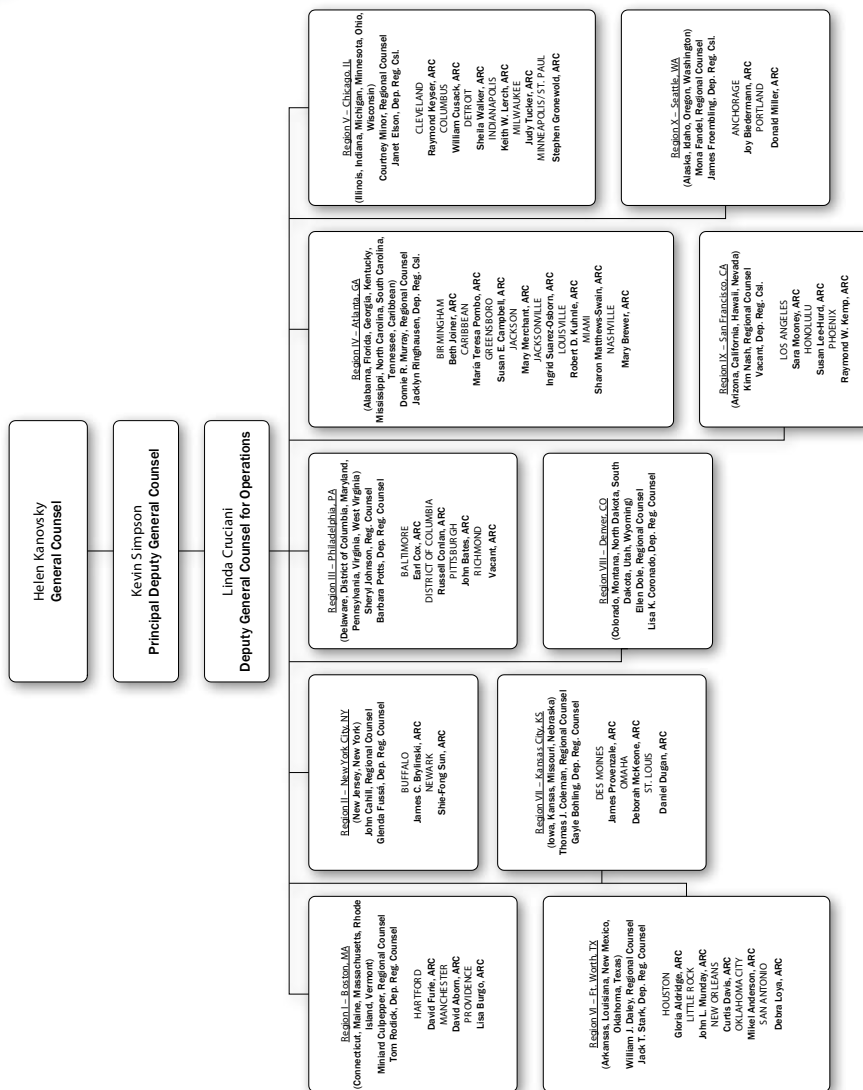 Helen Kanovsky
General Counsel
Kevin Simpson
Principal Deputy General Counsel
Linda Cruciani
Deputy General Counsel for Operations
Region I – Boston, MA
(Connecticut, Maine, Massachusetts, Rhode
Island, Vermont)
Miniard Culpepper, Regional Counsel
Tom Rodick, Dep. Reg. Counsel
HARTFORD
David Furie, ARC
MANCHESTER
David Aborn, ARC
PROVIDENCE
Lisa Burgo, ARC
Region II – New York City, NY
(New Jersey, New York)
John Cahill, Regional Counsel
Glenda Fussá, Dep. Reg. Counsel
BUFFALO
James C. Brylinski, ARC
NEWARK
Shie-Fong Sun, ARC
Region III – Philadelphia, PA
(Delaware, District of Columbia, Maryland,
Pennsylvania, Virginia, West Virginia)
Sheryl Johnson, Reg. Counsel
Barbara Potts, Dep. Reg. Counsel
BALTIMORE
Earl Cox, ARC
DISTRICT OF COLUMBIA
Russell Conlan, ARC
PITTSBURGH
John Bates, ARC
RICHMOND
Vacant, ARC
Region IV – Atlanta, GA
(Alabama, Florida, Georgia, Kentucky,
Mississippi, North Carolina, South Carolina,
Tennessee, Caribbean)
Donnie R. Murray, Regional Counsel
Jacklyn Ringhausen, Dep. Reg. Csl.
BIRMINGHAM
Beth Joiner, ARC
CARIBBEAN
Maria Teresa Pombo, ARC
GREENSBORO
Susan E. Campbell, ARC
JACKSON
Mary Merchant, ARC
JACKSONVILLE
Ingrid Suarez-Osborn, ARC
LOUISVILLE
Robert D. Kuhnle, ARC
MIAMI
Sharon Matthews-Swain, ARC
NASHVILLE
Mary Brewer, ARC
Region V – Chicago, IL
(Illinois, Indiana, Michigan, Minnesota, Ohio,
Wisconsin)
Courtney Minor, Regional Counsel
Janet Elson, Dep. Reg. Csl.
CLEVELAND
Raymond Keyser, ARC
COLUMBUS
William Cusack, ARC
DETROIT
Sheila Walker, ARC
INDIANAPOLIS
Keith W. Lerch, ARC
MILWAUKEE
Judy Tucker, ARC
MINNEAPOLIS/ST. PAUL
Stephen Gronewold, ARC
Region VI – Ft. Worth, TX
(Arkansas, Louisiana, New Mexico,
Oklahoma, Texas)
William J. Daley, Regional Counsel
Jack T. Stark, Dep. Reg. Counsel
HOUSTON
Gloria Aldridge, ARC
LITTLE ROCK
John L. Munday, ARC
NEW ORLEANS
Curtis Davis, ARC
OKLAHOMA CITY
Mikel Anderson, ARC
SAN ANTONIO
Debra Loya, ARC
Region VII – Kansas City, KS
(Iowa, Kansas, Missouri, Nebraska)
Thomas J. Coleman, Regional Counsel
Gayle Bohling, Dep. Reg. Counsel
DES MOINES
James Provenzale, ARC
OMAHA
Deborah McKeone, ARC
ST. LOUIS
Daniel Dugan, ARC
Region VIII – Denver, CO
(Colorado, Montana, North Dakota, South
Dakota, Utah, Wyoming)
Ellen Dole, Regional Counsel
Lisa K. Coronado, Dep. Reg. Counsel
Region IX – San Francisco, CA
(Arizona, California, Hawaii, Nevada)
Kim Nash, Regional Counsel
Vacant, Dep. Reg. Csl.
LOS ANGELES
Sara Mooney, ARC
HONOLULU
Susan Lee-Hurd, ARC
PHOENIX
Raymond W. Kemp, ARC
Region X – Seattle, WA
(Alaska, Idaho, Oregon, Washington)
Mona Fandel, Regional Counsel
James Froembling, Dep. Reg. Csl.
ANCHORAGE
Joy Biedermann, ARC
PORTLAND
Donald Miller, ARC